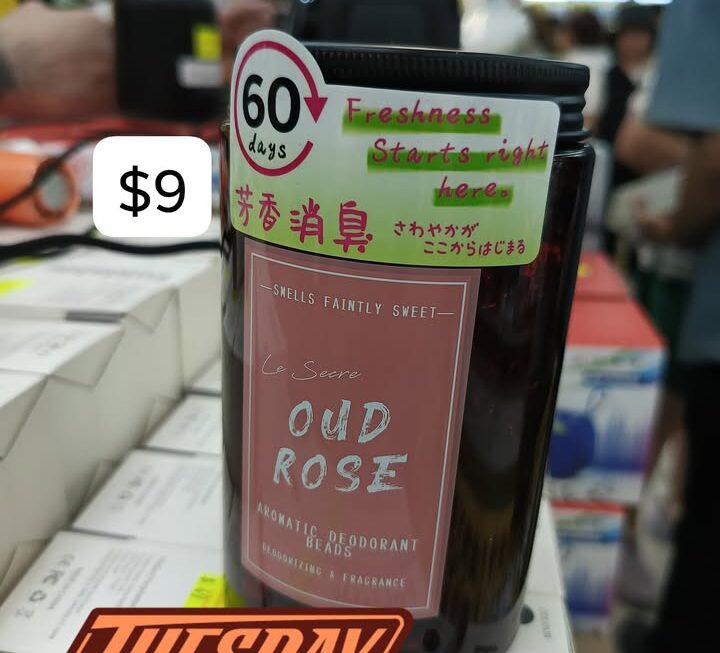 60
days
Freshness
Starts right
here.
芳香消臭
さわやかが
ここからはじまる
$9
—SMELLS FAINTLY SWEET—
Le Secre
OUD
ROSE
AROMATIC DEODORANT
BEADS
DEODORIZING & FRAGRANCE
TUESDAY